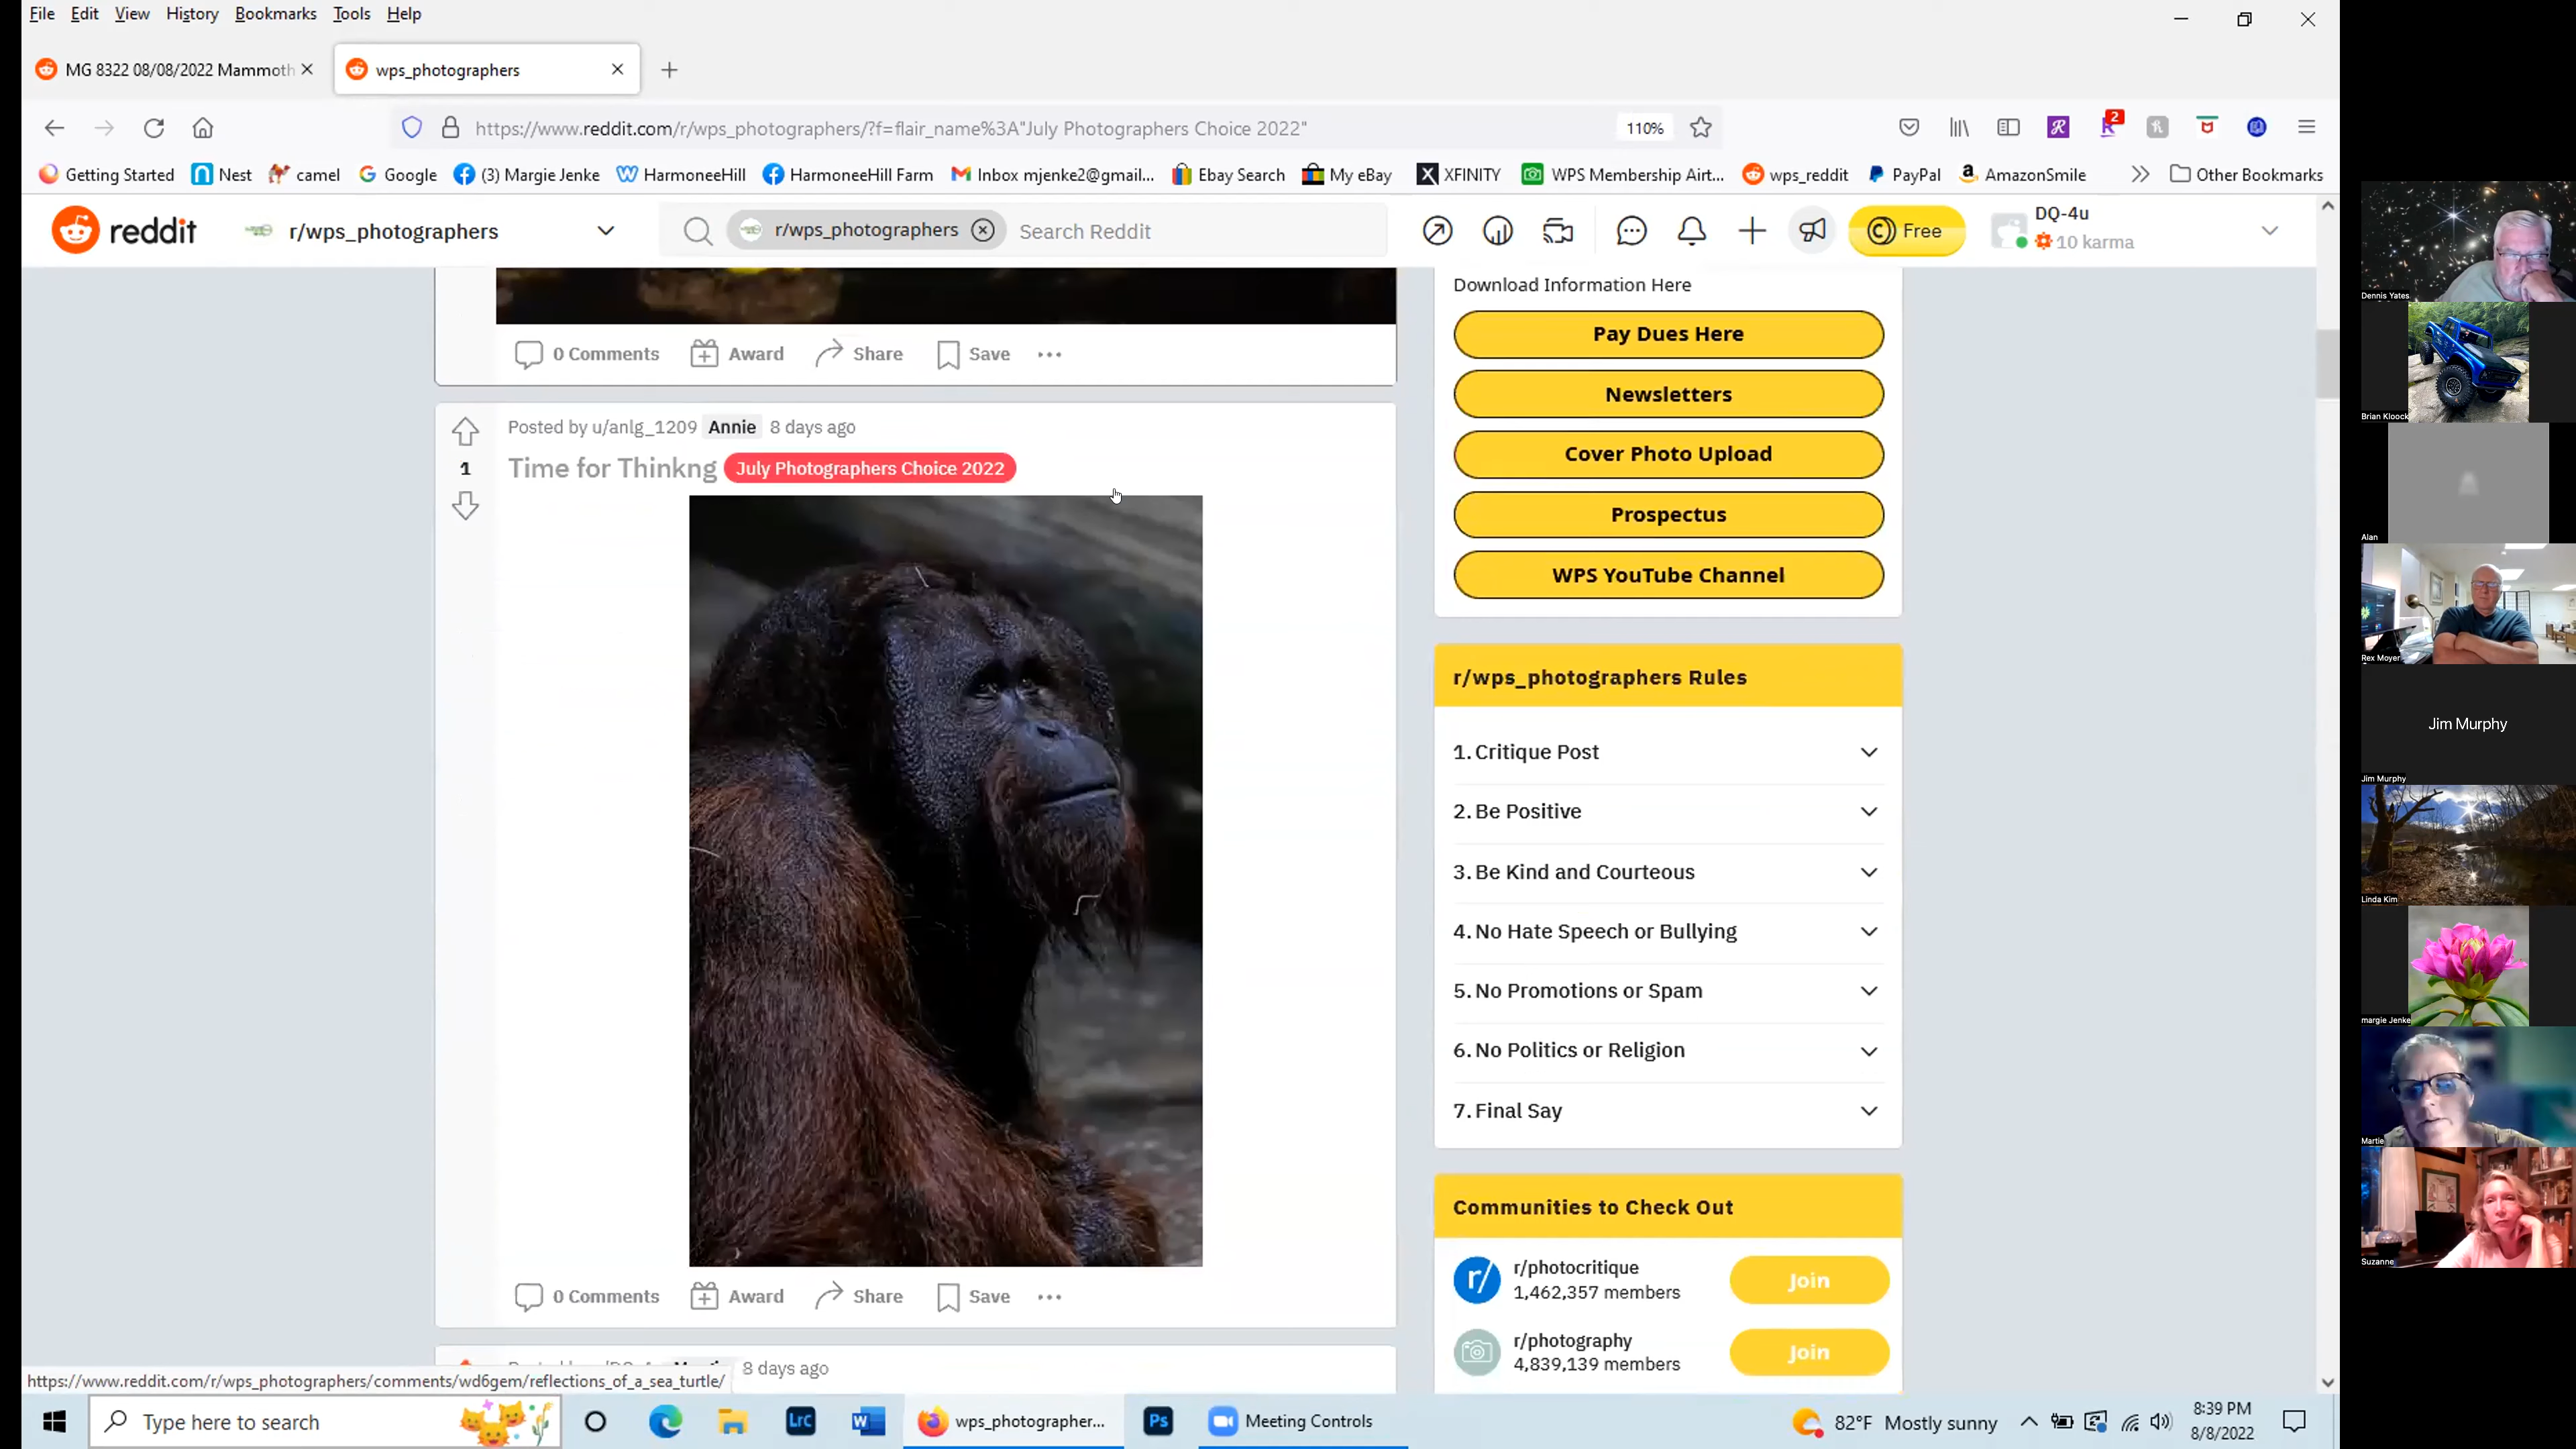 File Edit View History Bookmarks Tools Help
MG 8322 08/08/2022 Mammoth
wps_photographers
https://www.reddit.com/r/wps_photographers/?f=flair_name%3A"July Photographers Choice 2022"
110%
2
Getting Started Nest camel Google (3) Margie Jenke HarmoneeHill HarmoneeHill Farm Inbox mjenke2@gmail... Ebay Search My eBay XFINITY WPS Membership Airt... wps_reddit PayPal AmazonSmile Other Bookmarks
reddit r/wps_photographers r/wps_photographers Search Reddit Free DQ-4u
10 karma
0 Comments Award Share Save
Posted by u/anlg_1209 Annie 8 days ago
1
Time for Thinkng July Photographers Choice 2022
0 Comments Award Share Save
8 days ago
https://www.reddit.com/r/wps_photographers/comments/wd6gem/reflections_of_a_sea_turtle/
Download Information Here
Pay Dues Here
Newsletters
Cover Photo Upload
Prospectus
WPS YouTube Channel
r/wps_photographers Rules
1. Critique Post
2. Be Positive
3. Be Kind and Courteous
4. No Hate Speech or Bullying
5. No Promotions or Spam
6. No Politics or Religion
7. Final Say
Communities to Check Out
r/ r/photocritique
1,462,357 members
Join
r/photography
4,839,139 members
Join
Type here to search
Lrc
W
wps_photographer...
Ps
Meeting Controls
82°F Mostly sunny
8:39 PM
8/8/2022
Dennis Yates
Brian Kloock
Alan
Rex Moyer
Jim Murphy
Jim Murphy
Linda Kim
margie Jenke
Martie
Suzanne